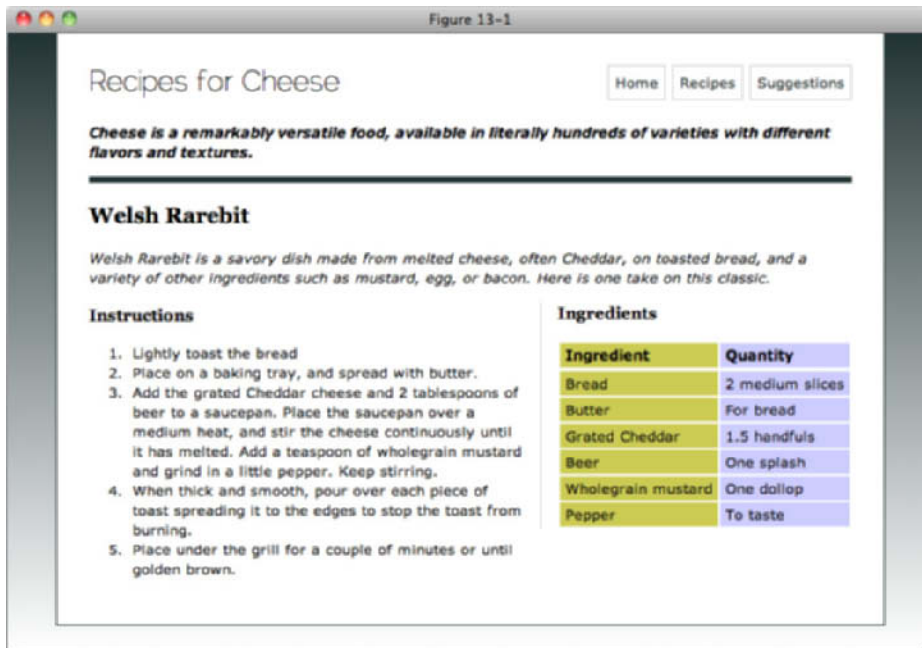 Figure 13-1
Recipes for Cheese
Home Recipes Suggestions
Cheese is a remarkably versatile food, available in literally hundreds of varieties with different
flavors and textures.
Welsh Rarebit
Welsh Rarebit is a savory dish made from melted cheese, often Cheddar, on toasted bread, and a
variety of other ingredients such as mustard, egg, or bacon. Here is one take on this classic.
Instructions
1. Lightly toast the bread
2. Place on a baking tray, and spread with butter.
3. Add the grated Cheddar cheese and 2 tablespoons of
beer to a saucepan. Place the saucepan over a
medium heat, and stir the cheese continuously until
it has melted. Add a teaspoon of wholegrain mustard
and grind in a little pepper. Keep stirring.
4. When thick and smooth, pour over each piece of
toast spreading it to the edges to stop the toast from
burning.
5. Place under the grill for a couple of minutes or until
golden brown.
Ingredients
Ingredient Quantity
Bread 2 medium slices
Butter For bread
Grated Cheddar 1.5 handfuls
Beer One splash
Wholegrain mustard One dollop
Pepper To taste